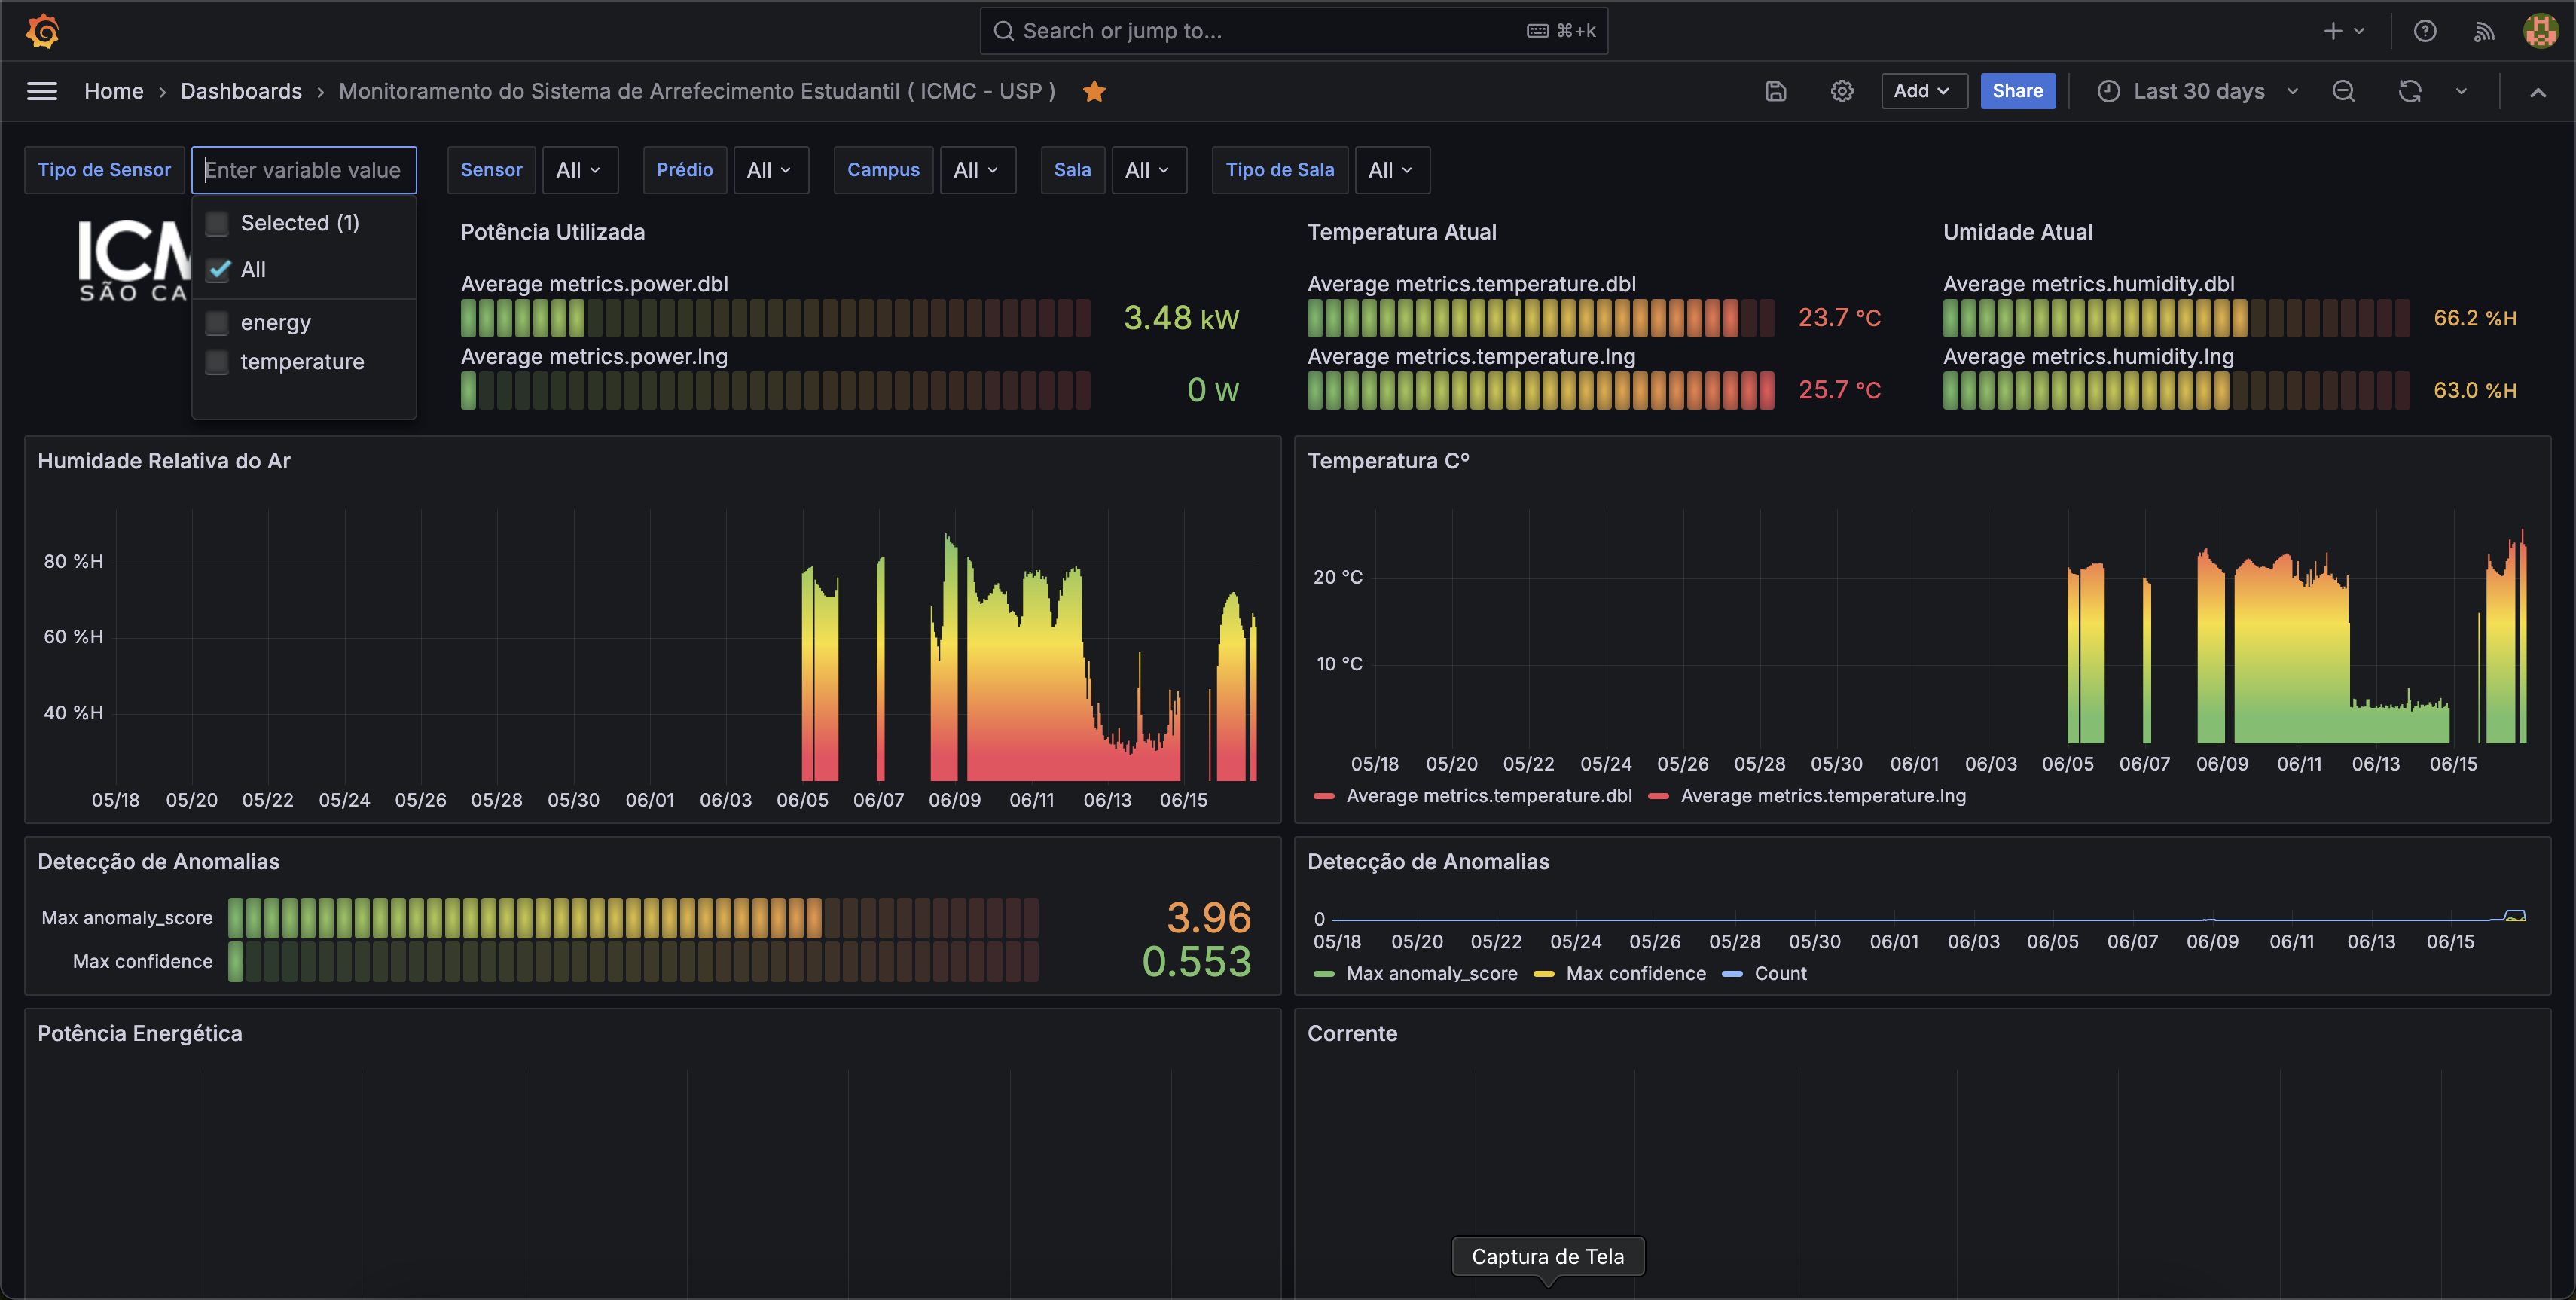 Search or jump to... ⌘+k
Home › Dashboards › Monitoramento do Sistema de Arrefecimento Estudantil ( ICMC - USP )
Add Share Last 30 days
Tipo de Sensor Enter variable value Sensor All Prédio All Campus All Sala All Tipo de Sala All
Selected (1)
All
energy
temperature
ICM
SÃO CA
Potência Utilizada
Average metrics.power.dbl
3.48 kW
Average metrics.power.lng
0 W
Temperatura Atual
Average metrics.temperature.dbl
23.7 °C
Average metrics.temperature.lng
25.7 °C
Umidade Atual
Average metrics.humidity.dbl
66.2 %H
Average metrics.humidity.lng
63.0 %H
Humidade Relativa do Ar
80 %H
60 %H
40 %H
05/18 05/20 05/22 05/24 05/26 05/28 05/30 06/01 06/03 06/05 06/07 06/09 06/11 06/13 06/15
Temperatura Cº
20 °C
10 °C
05/18 05/20 05/22 05/24 05/26 05/28 05/30 06/01 06/03 06/05 06/07 06/09 06/11 06/13 06/15
Average metrics.temperature.dbl Average metrics.temperature.lng
Detecção de Anomalias
Max anomaly_score 3.96
Max confidence 0.553
Detecção de Anomalias
0
05/18 05/20 05/22 05/24 05/26 05/28 05/30 06/01 06/03 06/05 06/07 06/09 06/11 06/13 06/15
Max anomaly_score Max confidence Count
Potência Energética
Corrente
Captura de Tela